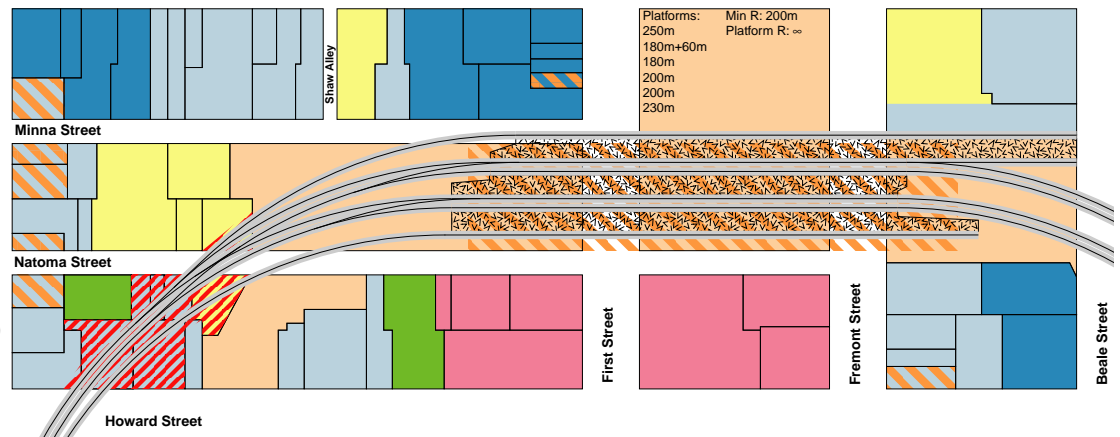 Platforms:
250m
180m+60m
180m
200m
200m
230m
Min R: 200m
Platform R: ∞
Shaw Alley
Minna Street
Natoma Street
First Street
Fremont Street
Beale Street
Howard Street